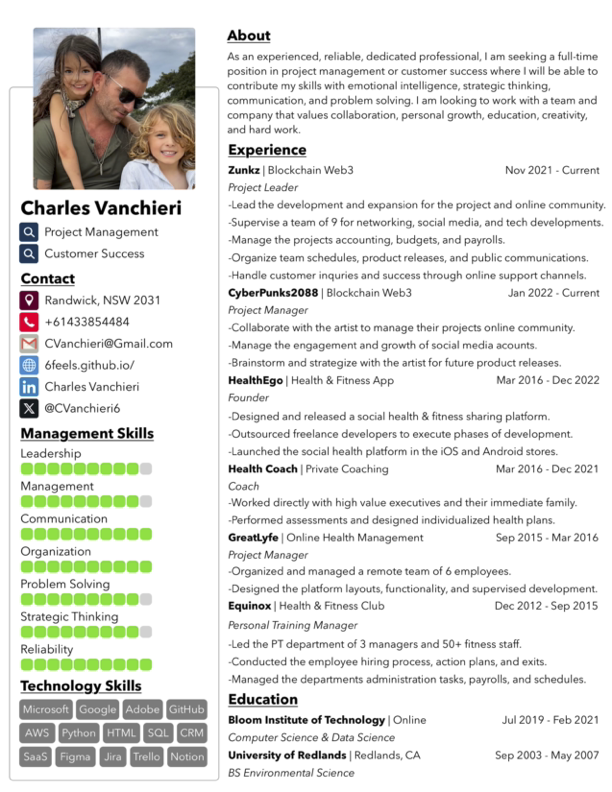 Charles Vanchieri
Project Management
Customer Success
Contact
Randwick, NSW 2031
+61433854484
CVanchieri@Gmail.com
6feels.github.io/
Charles Vanchieri
@CVanchieri6
Management Skills
Leadership
Management
Communication
Organization
Problem Solving
Strategic Thinking
Reliability
Technology Skills
Microsoft Google Adobe GitHub
AWS Python HTML SQL CRM
SaaS Figma Jira Trello Notion
About
As an experienced, reliable, dedicated professional, I am seeking a full-time
position in project management or customer success where I will be able to
contribute my skills with emotional intelligence, strategic thinking,
communication, and problem solving. I am looking to work with a team and
company that values collaboration, personal growth, education, creativity,
and hard work.
Experience
Zunkz | Blockchain Web3 Nov 2021 - Current
Project Leader
-Lead the development and expansion for the project and online community.
-Supervise a team of 9 for networking, social media, and tech developments.
-Manage the projects accounting, budgets, and payrolls.
-Organize team schedules, product releases, and public communications.
-Handle customer inquries and success through online support channels.
CyberPunks2088 | Blockchain Web3 Jan 2022 - Current
Project Manager
-Collaborate with the artist to manage their projects online community.
-Manage the engagement and growth of social media acounts.
-Brainstorm and strategize with the artist for future product releases.
HealthEgo | Health & Fitness App Mar 2016 - Dec 2022
Founder
-Designed and released a social health & fitness sharing platform.
-Outsourced freelance developers to execute phases of development.
-Launched the social health platform in the iOS and Android stores.
Health Coach | Private Coaching Mar 2016 - Dec 2021
Coach
-Worked directly with high value executives and their immediate family.
-Performed assessments and designed individualized health plans.
GreatLyfe | Online Health Management Sep 2015 - Mar 2016
Project Manager
-Organized and managed a remote team of 6 employees.
-Designed the platform layouts, functionality, and supervised development.
Equinox | Health & Fitness Club Dec 2012 - Sep 2015
Personal Training Manager
-Led the PT department of 3 managers and 50+ fitness staff.
-Conducted the employee hiring process, action plans, and exits.
-Managed the departments administration tasks, payrolls, and schedules.
Education
Bloom Institute of Technology | Online Jul 2019 - Feb 2021
Computer Science & Data Science
University of Redlands | Redlands, CA Sep 2003 - May 2007
BS Environmental Science